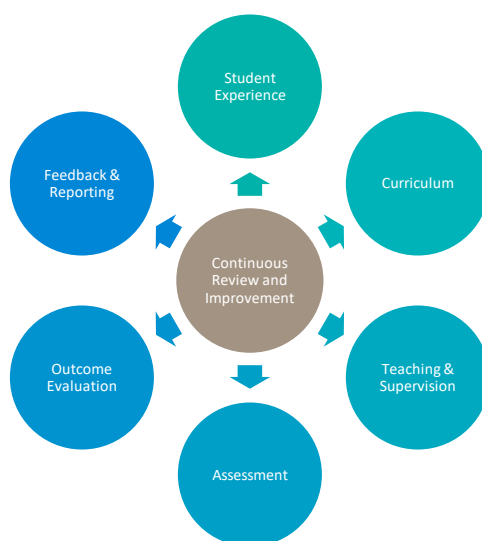 Student
Experience
Feedback &
Reporting
Curriculum
Continuous
Review and
Improvement
Outcome
Evaluation
Teaching &
Supervision
Assessment